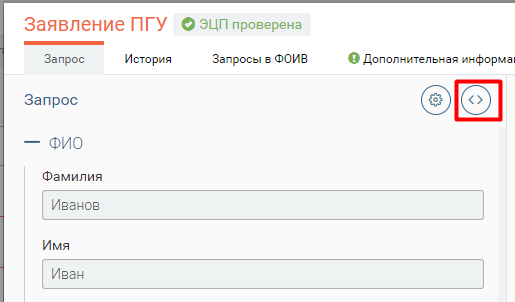 Заявление ПГУ ЭЦП проверена
Запрос История Запросы в ФОИВ Дополнительная информа
Запрос
ФИО
Фамилия
Иванов
Имя
Иван